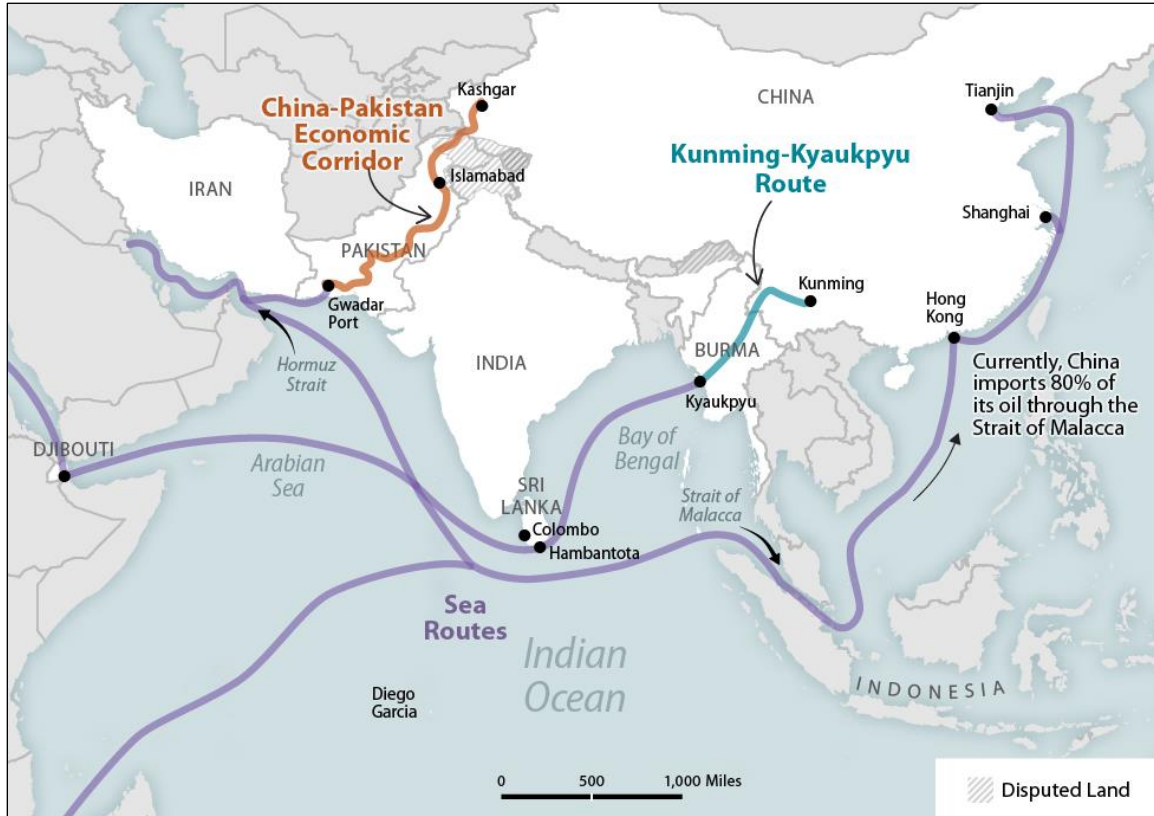 Kashgar
China-Pakistan
Economic
Corridor
CHINA
Tianjin
Kunming-Kyaukpyu
Route
IRAN
Islamabad
Shanghai
PAKISTAN
Gwadar
Port
Kunming
Hong
Kong
Hormuz
Strait
INDIA
BURMA
Kyaukpyu
Currently, China
imports 80% of
its oil through the
Strait of Malacca
DJIBOUTI
Arabian
Sea
Bay of
Bengal
SRI
LANKA
Colombo
Hambantota
Strait of
Malacca
Sea
Routes
Indian
Ocean
Diego
Garcia
INDONESIA
0 500 1,000 Miles
Disputed Land